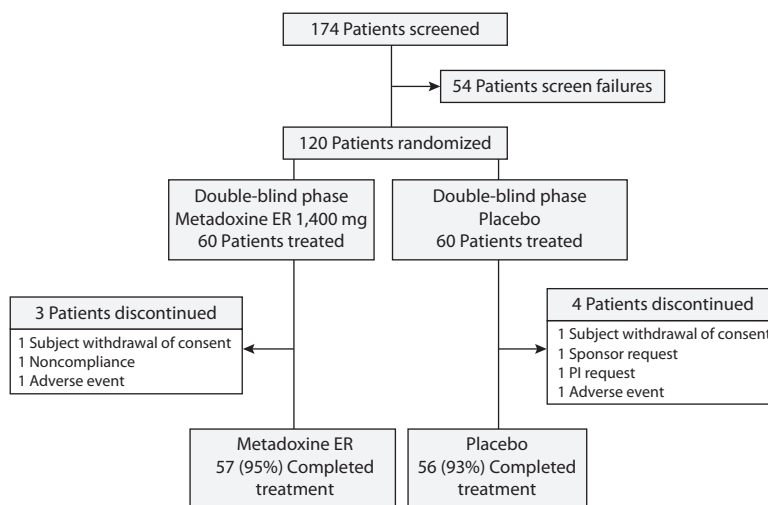 174 Patients screened
54 Patients screen failures
120 Patients randomized
Double-blind phase
Metadoxine ER 1,400 mg
60 Patients treated
Double-blind phase
Placebo
60 Patients treated
3 Patients discontinued
1 Subject withdrawal of consent
1 Noncompliance
1 Adverse event
4 Patients discontinued
1 Subject withdrawal of consent
1 Sponsor request
1 PI request
1 Adverse event
Metadoxine ER
57 (95%) Completed
treatment
Placebo
56 (93%) Completed
treatment